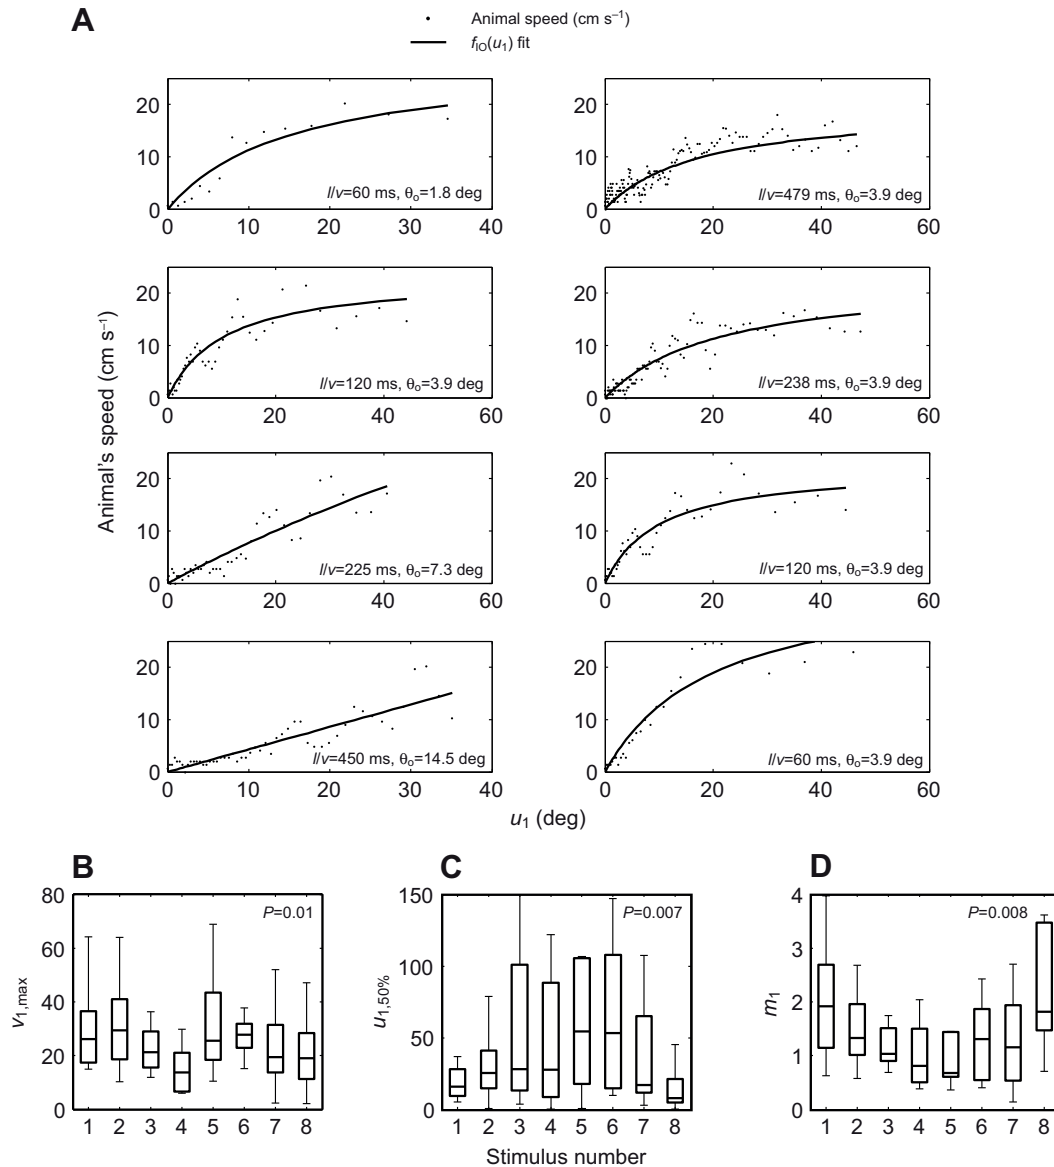 A
Animal speed (cm s⁻¹)
f_IO(u₁) fit
20
10
0
0 10 20 30 40
l/v=60 ms, θₒ=1.8 deg
20
10
0
0 20 40 60
l/v=479 ms, θₒ=3.9 deg
20
10
0
0 20 40 60
l/v=120 ms, θₒ=3.9 deg
20
10
0
0 20 40 60
l/v=238 ms, θₒ=3.9 deg
20
10
0
0 20 40 60
l/v=225 ms, θₒ=7.3 deg
20
10
0
0 20 40 60
l/v=120 ms, θₒ=3.9 deg
20
10
0
0 10 20 30 40
l/v=450 ms, θₒ=14.5 deg
20
10
0
0 20 40 60
l/v=60 ms, θₒ=3.9 deg
Animal's speed (cm s⁻¹)
u₁ (deg)
B
80
60
40
20
0
v₁,max
P=0.01
1 2 3 4 5 6 7 8
C
150
100
50
0
u₁,50%
P=0.007
1 2 3 4 5 6 7 8
D
4
3
2
1
0
m₁
P=0.008
1 2 3 4 5 6 7 8
Stimulus number